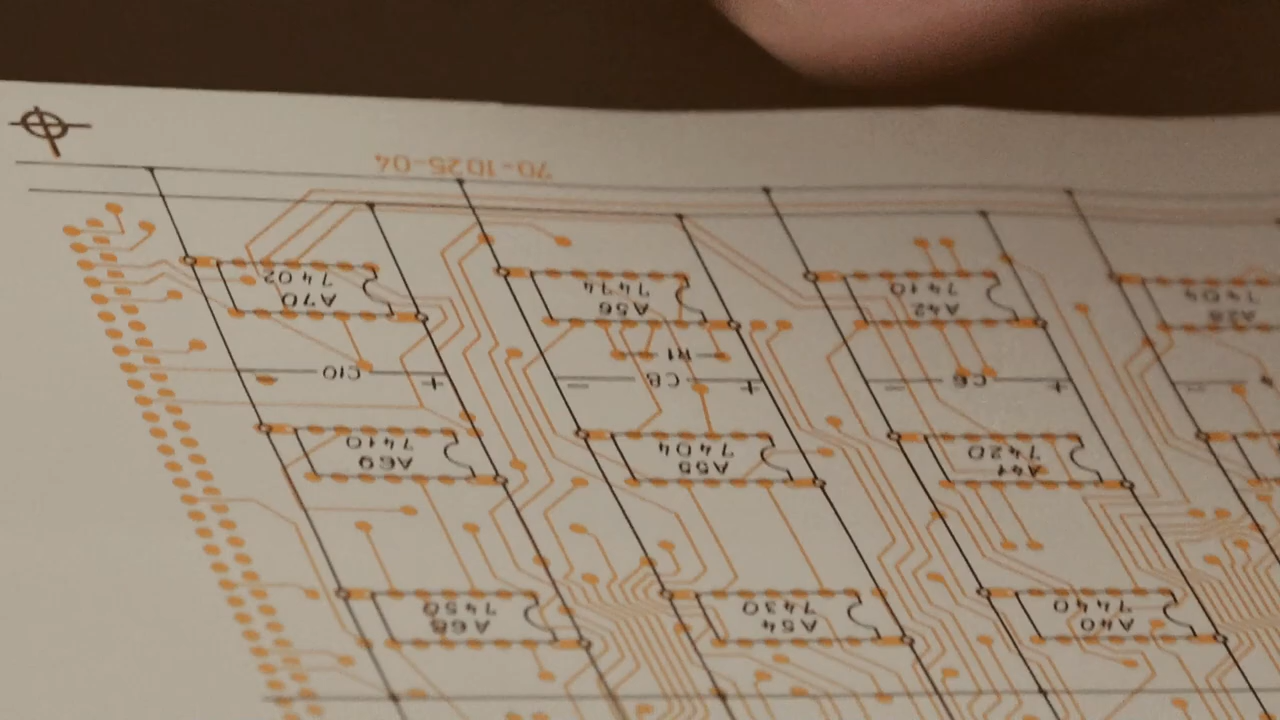 A40
7440
A54
7430
A68
7450
A41
7420
A55
7404
A69
7410
+ C6 −
+ C8 −
+ C10 −
R1
A28
7404
A42
7410
A56
7474
A70
7402
70-1025-04